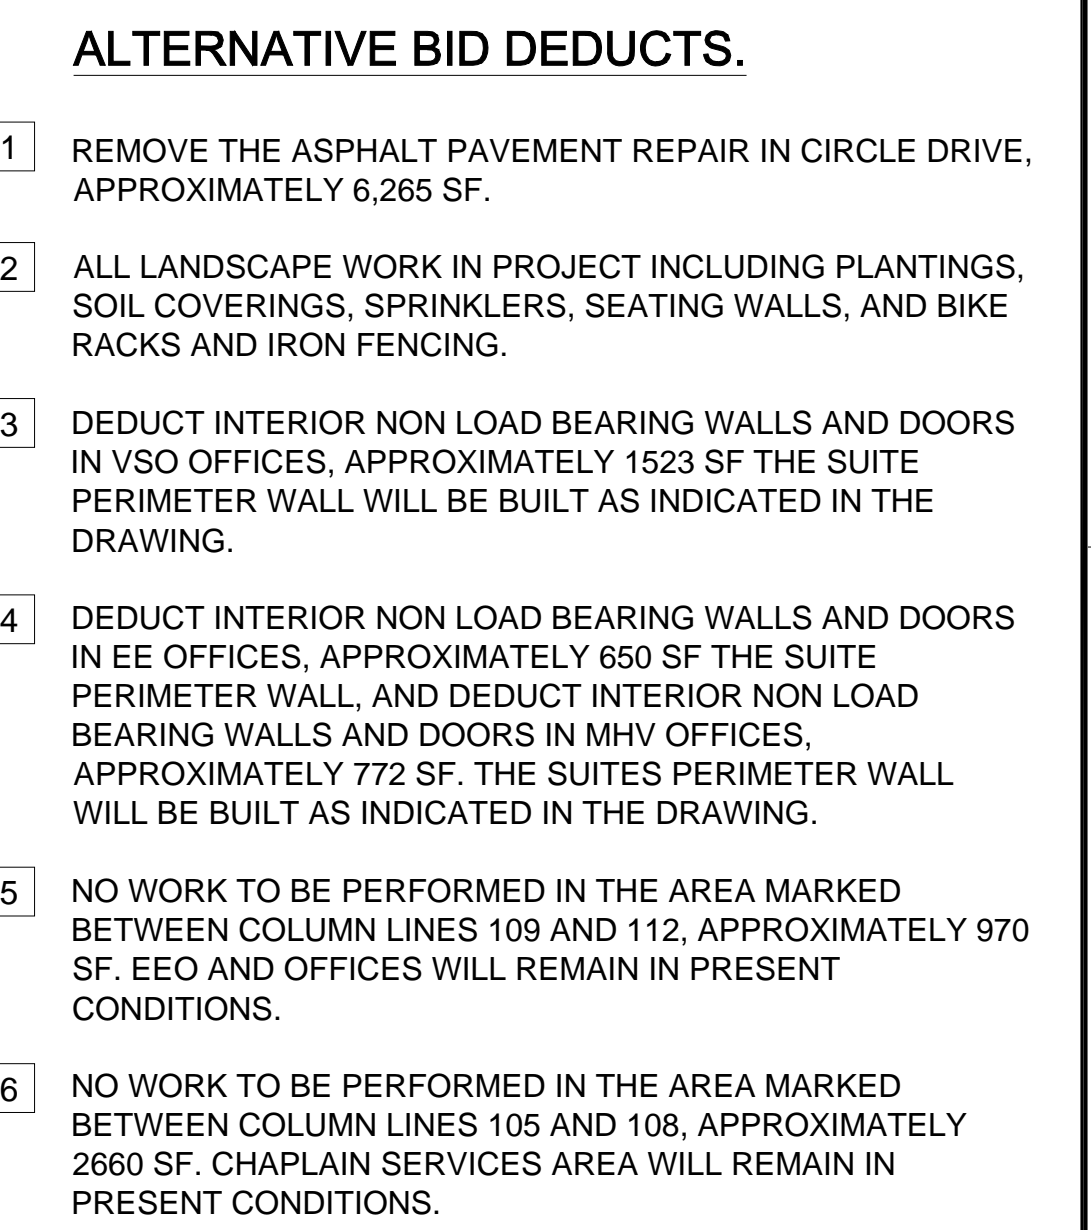 ALTERNATIVE BID DEDUCTS.
1
REMOVE THE ASPHALT PAVEMENT REPAIR IN CIRCLE DRIVE,
APPROXIMATELY 6,265 SF.
2
ALL LANDSCAPE WORK IN PROJECT INCLUDING PLANTINGS,
SOIL COVERINGS, SPRINKLERS, SEATING WALLS, AND BIKE
RACKS AND IRON FENCING.
3
DEDUCT INTERIOR NON LOAD BEARING WALLS AND DOORS
IN VSO OFFICES, APPROXIMATELY 1523 SF THE SUITE
PERIMETER WALL WILL BE BUILT AS INDICATED IN THE
DRAWING.
4
DEDUCT INTERIOR NON LOAD BEARING WALLS AND DOORS
IN EE OFFICES, APPROXIMATELY 650 SF THE SUITE
PERIMETER WALL, AND DEDUCT INTERIOR NON LOAD
BEARING WALLS AND DOORS IN MHV OFFICES,
APPROXIMATELY 772 SF. THE SUITES PERIMETER WALL
WILL BE BUILT AS INDICATED IN THE DRAWING.
5
NO WORK TO BE PERFORMED IN THE AREA MARKED
BETWEEN COLUMN LINES 109 AND 112, APPROXIMATELY 970
SF. EEO AND OFFICES WILL REMAIN IN PRESENT
CONDITIONS.
6
NO WORK TO BE PERFORMED IN THE AREA MARKED
BETWEEN COLUMN LINES 105 AND 108, APPROXIMATELY
2660 SF. CHAPLAIN SERVICES AREA WILL REMAIN IN
PRESENT CONDITIONS.